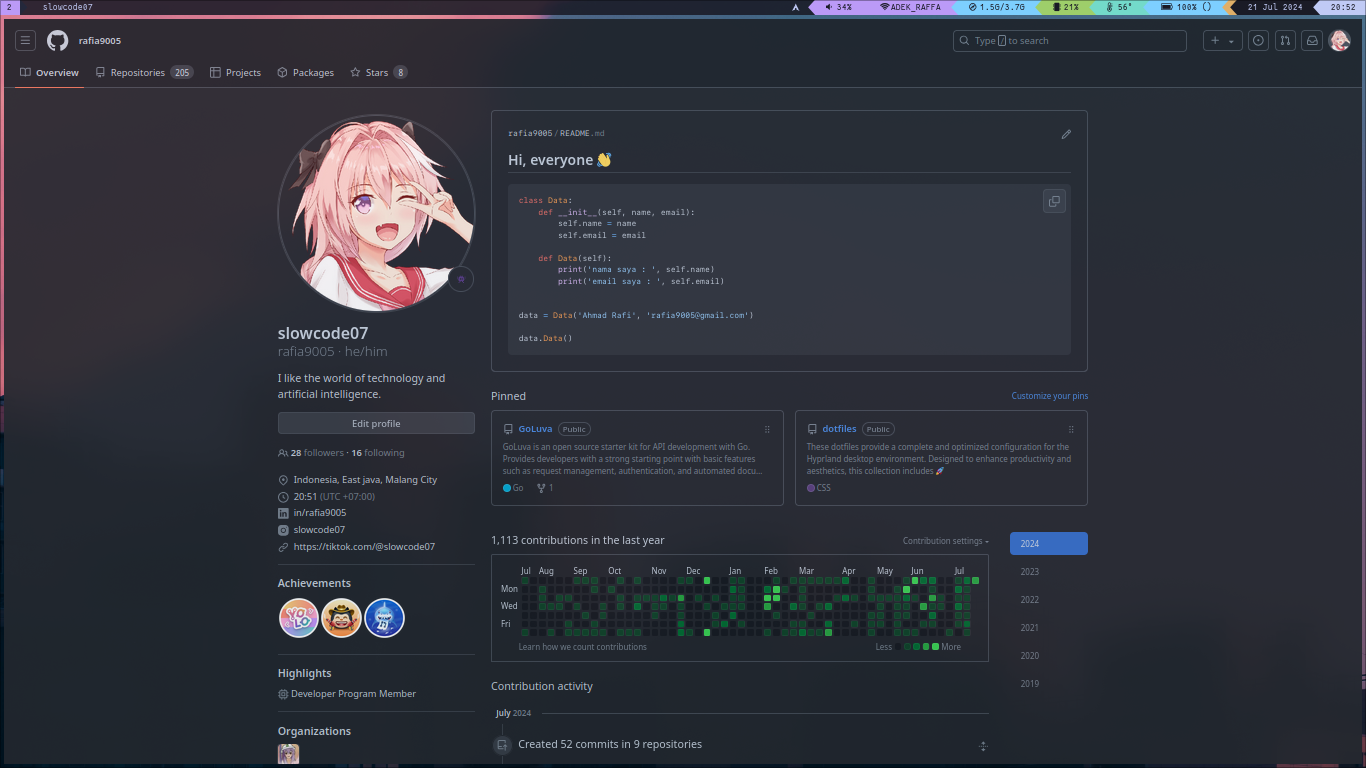 2 slowcode07 34% ADEK_RAFFA 1.5G/3.7G 21% 56° 100% () 21 Jul 2024 20:52
rafia9005 Type / to search
Overview Repositories 205 Projects Packages Stars 8
rafia9005/README.md
Hi, everyone 👋
class Data:
    def __init__(self, name, email):
        self.name = name
        self.email = email
    def Data(self):
        print('nama saya : ', self.name)
        print('email saya : ', self.email)
data = Data('Ahmad Rafi', 'rafia9005@gmail.com')
data.Data()
slowcode07
rafia9005 · he/him
I like the world of technology and
artificial intelligence.
Edit profile
28 followers · 16 following
Indonesia, East java, Malang City
20:51 (UTC +07:00)
in/rafia9005
slowcode07
https://tiktok.com/@slowcode07
Achievements
YOLO
Highlights
Developer Program Member
Organizations
Pinned Customize your pins
GoLuva Public
GoLuva is an open source starter kit for API development with Go.
Provides developers with a strong starting point with basic features
such as request management, authentication, and automated docu...
Go 1
dotfiles Public
These dotfiles provide a complete and optimized configuration for the
Hyprland desktop environment. Designed to enhance productivity and
aesthetics, this collection includes 🚀
CSS
1,113 contributions in the last year Contribution settings
Jul Aug Sep Oct Nov Dec Jan Feb Mar Apr May Jun Jul
Mon
Wed
Fri
Learn how we count contributions Less More
2024
2023
2022
2021
2020
2019
Contribution activity
July 2024
Created 52 commits in 9 repositories